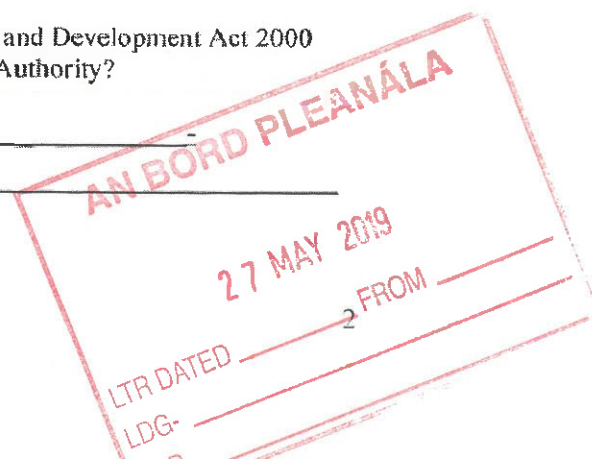 and Development Act 2000
Authority?
AN BORD PLEANÁLA
27 MAY 2019
LTR DATED FROM
2
LDG-